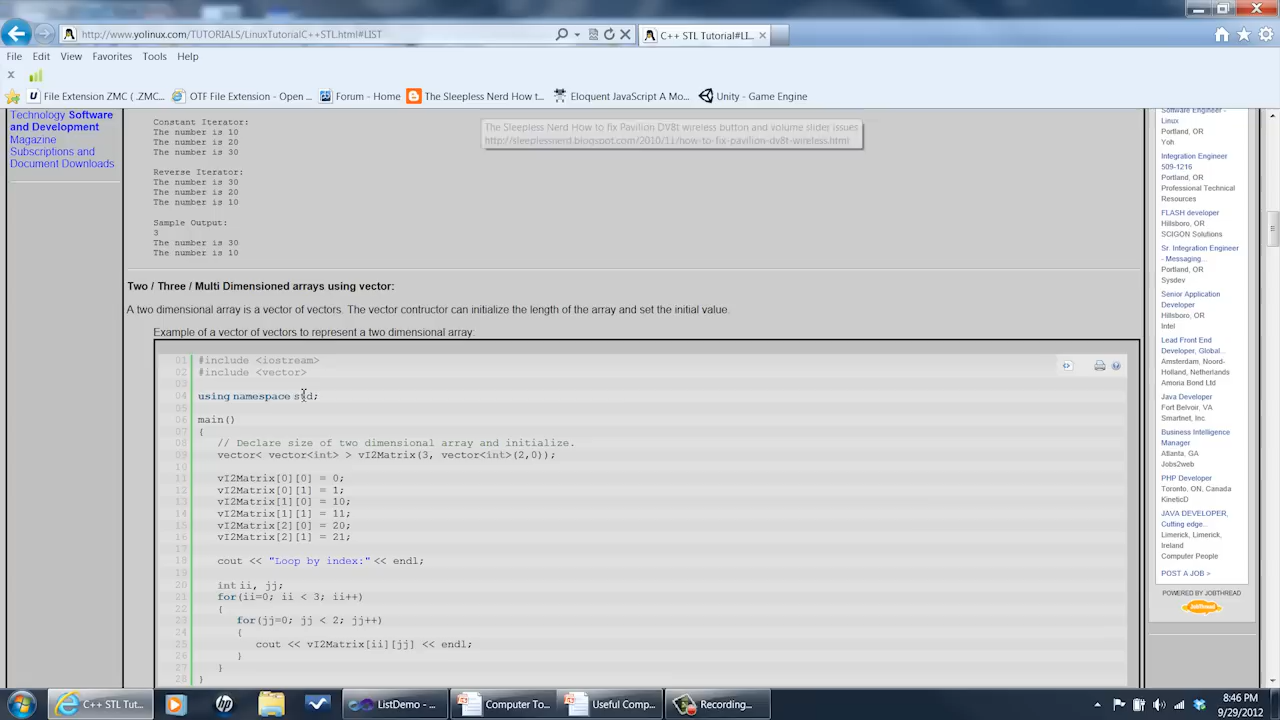 http://www.yolinux.com/TUTORIALS/LinuxTutorialC++STL.html#LIST
C++ STL Tutorial#LI...
File Edit View Favorites Tools Help
File Extension ZMC (.ZMC...
OTF File Extension - Open ...
Forum - Home
The Sleepless Nerd How t...
Eloquent JavaScript A Mo...
Unity - Game Engine
The Sleepless Nerd How to fix Pavilion DV8t wireless button and volume slider issues
http://sleeplessnerd.blogspot.com/2010/11/how-to-fix-pavilion-dv8t-wireless.html
Technology Software
and Development
Magazine
Subscriptions and
Document Downloads
Constant Iterator:
The number is 10
The number is 20
The number is 30
Reverse Iterator:
The number is 30
The number is 20
The number is 10
Sample Output:
3
The number is 30
The number is 10
Two / Three / Multi Dimensioned arrays using vector:
A two dimensional array is a vector of vectors. The vector contructor can initialize the length of the array and set the initial value.
Example of a vector of vectors to represent a two dimensional array:
01 #include <iostream>
02 #include <vector>
03
04 using namespace std;
05
06 main()
07 {
08 // Declare size of two dimensional array and initialize.
09 vector< vector<int> > vI2Matrix(3, vector<int>(2,0));
10
11 vI2Matrix[0][0] = 0;
12 vI2Matrix[0][1] = 1;
13 vI2Matrix[1][0] = 10;
14 vI2Matrix[1][1] = 11;
15 vI2Matrix[2][0] = 20;
16 vI2Matrix[2][1] = 21;
17
18 cout << "Loop by index:" << endl;
19
20 int ii, jj;
21 for(ii=0; ii < 3; ii++)
22 {
23 for(jj=0; jj < 2; jj++)
24 {
25 cout << vI2Matrix[ii][jj] << endl;
26 }
27 }
28 }
Software Engineer -
Linux
Portland, OR
Yoh
Integration Engineer
509-1216
Portland, OR
Professional Technical
Resources
FLASH developer
Hillsboro, OR
SCIGON Solutions
Sr. Integration Engineer
- Messaging...
Portland, OR
Sysdev
Senior Application
Developer
Hillsboro, OR
Intel
Lead Front End
Developer, Global...
Amsterdam, Noord-
Holland, Netherlands
Amoria Bond Ltd
Java Developer
Fort Belvoir, VA
Smartnet, Inc
Business Intelligence
Manager
Atlanta, GA
Jobs2web
PHP Developer
Toronto, ON, Canada
KineticD
JAVA DEVELOPER,
Cutting edge...
Limerick, Limerick,
Ireland
Computer People
POST A JOB >
POWERED BY JOBTHREAD
C++ STL Tut...
ListDemo - ...
Computer To...
Useful Comp...
Recording...
8:46 PM
9/29/2012